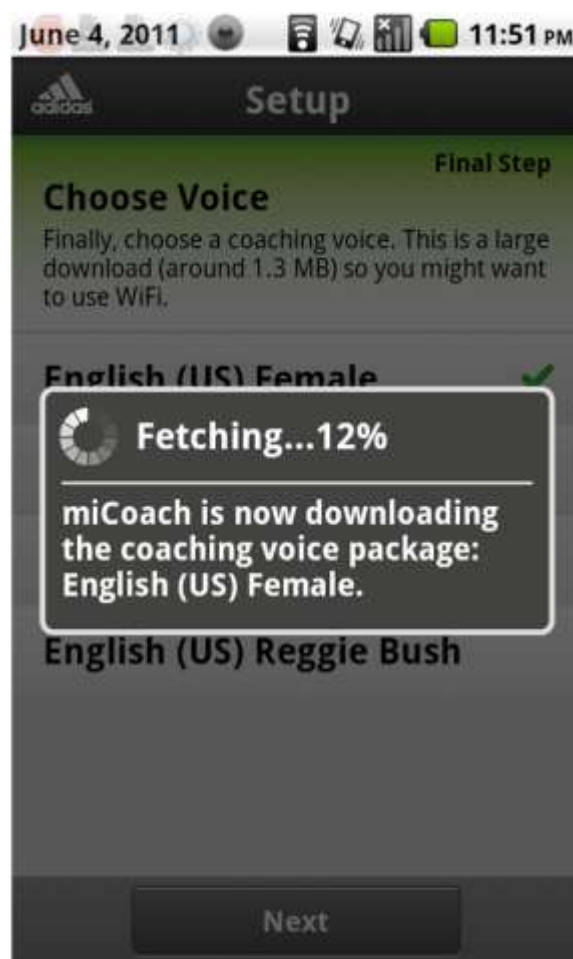 June 4, 2011 11:51 PM
adidas Setup
Final Step
Choose Voice
Finally, choose a coaching voice. This is a large
download (around 1.3 MB) so you might want
to use WiFi.
English (US) Female
Fetching...12%
miCoach is now downloading
the coaching voice package:
English (US) Female.
English (US) Reggie Bush
Next